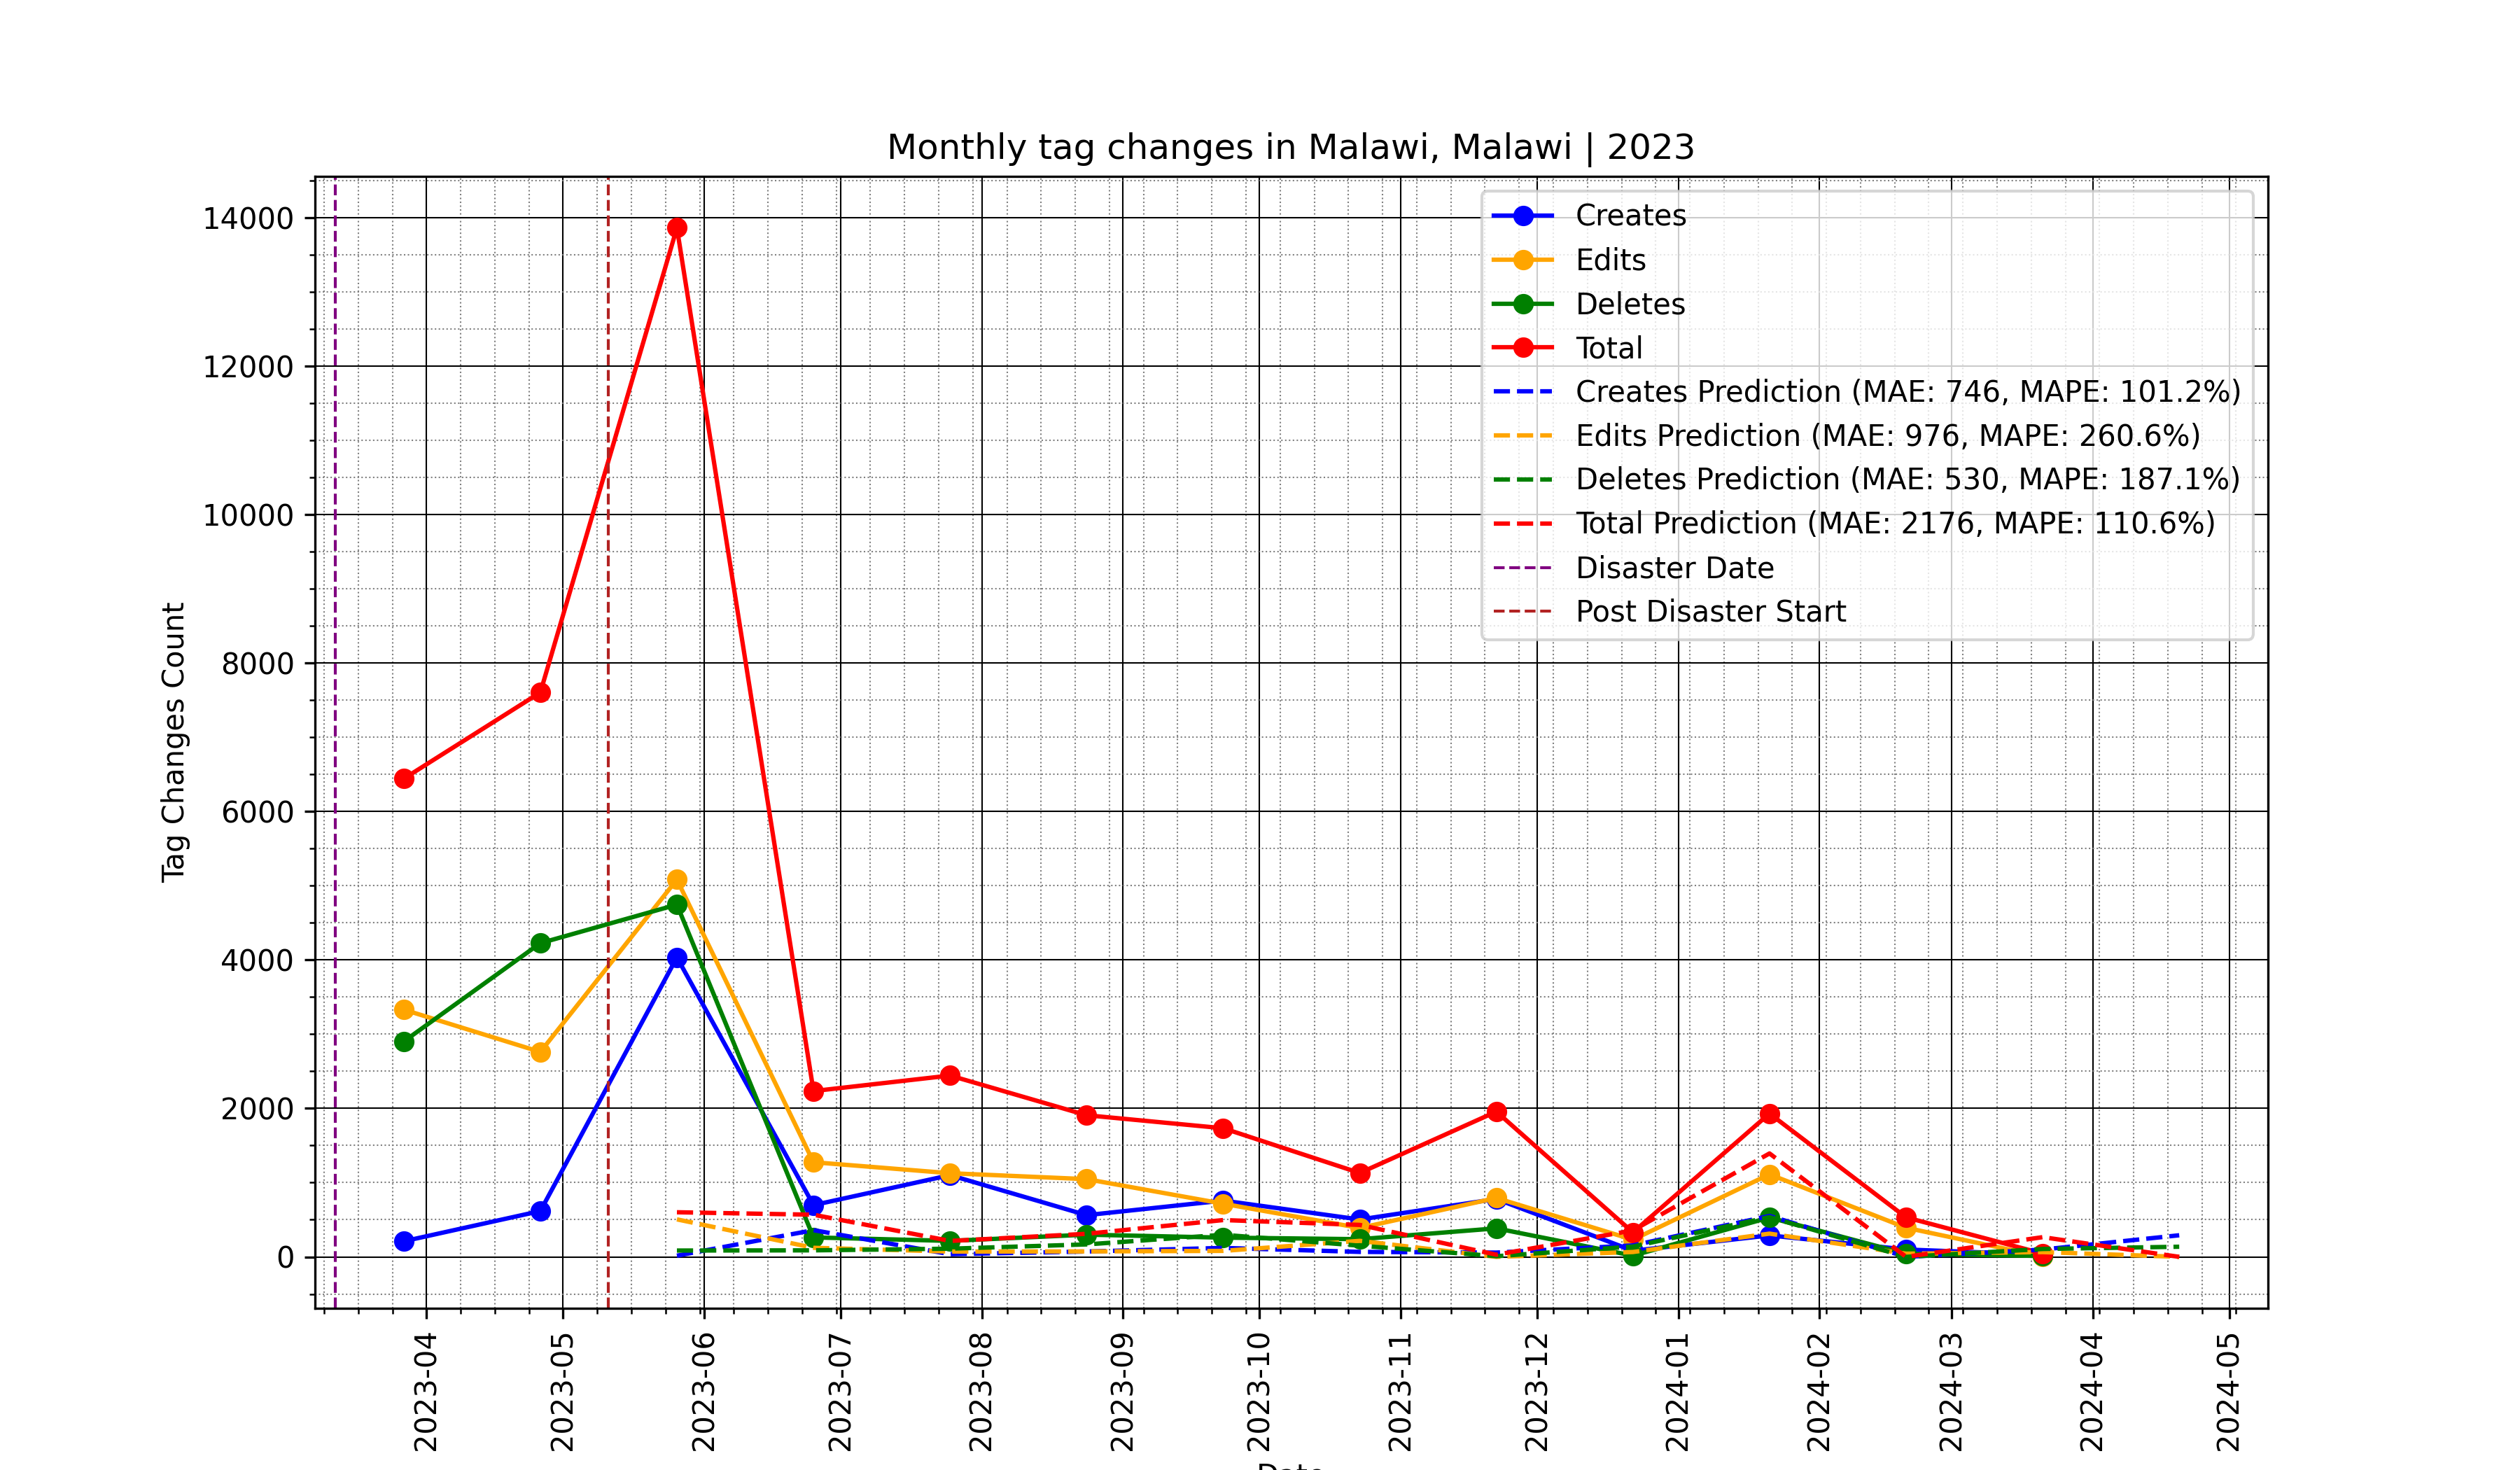 Monthly tag changes in Malawi, Malawi | 2023
14000
12000
10000
8000
6000
4000
2000
0
Tag Changes Count
Creates
Edits
Deletes
Total
Creates Prediction (MAE: 746, MAPE: 101.2%)
Edits Prediction (MAE: 976, MAPE: 260.6%)
Deletes Prediction (MAE: 530, MAPE: 187.1%)
Total Prediction (MAE: 2176, MAPE: 110.6%)
Disaster Date
Post Disaster Start
2023-04
2023-05
2023-06
2023-07
2023-08
2023-09
2023-10
2023-11
2023-12
2024-01
2024-02
2024-03
2024-04
2024-05
Date